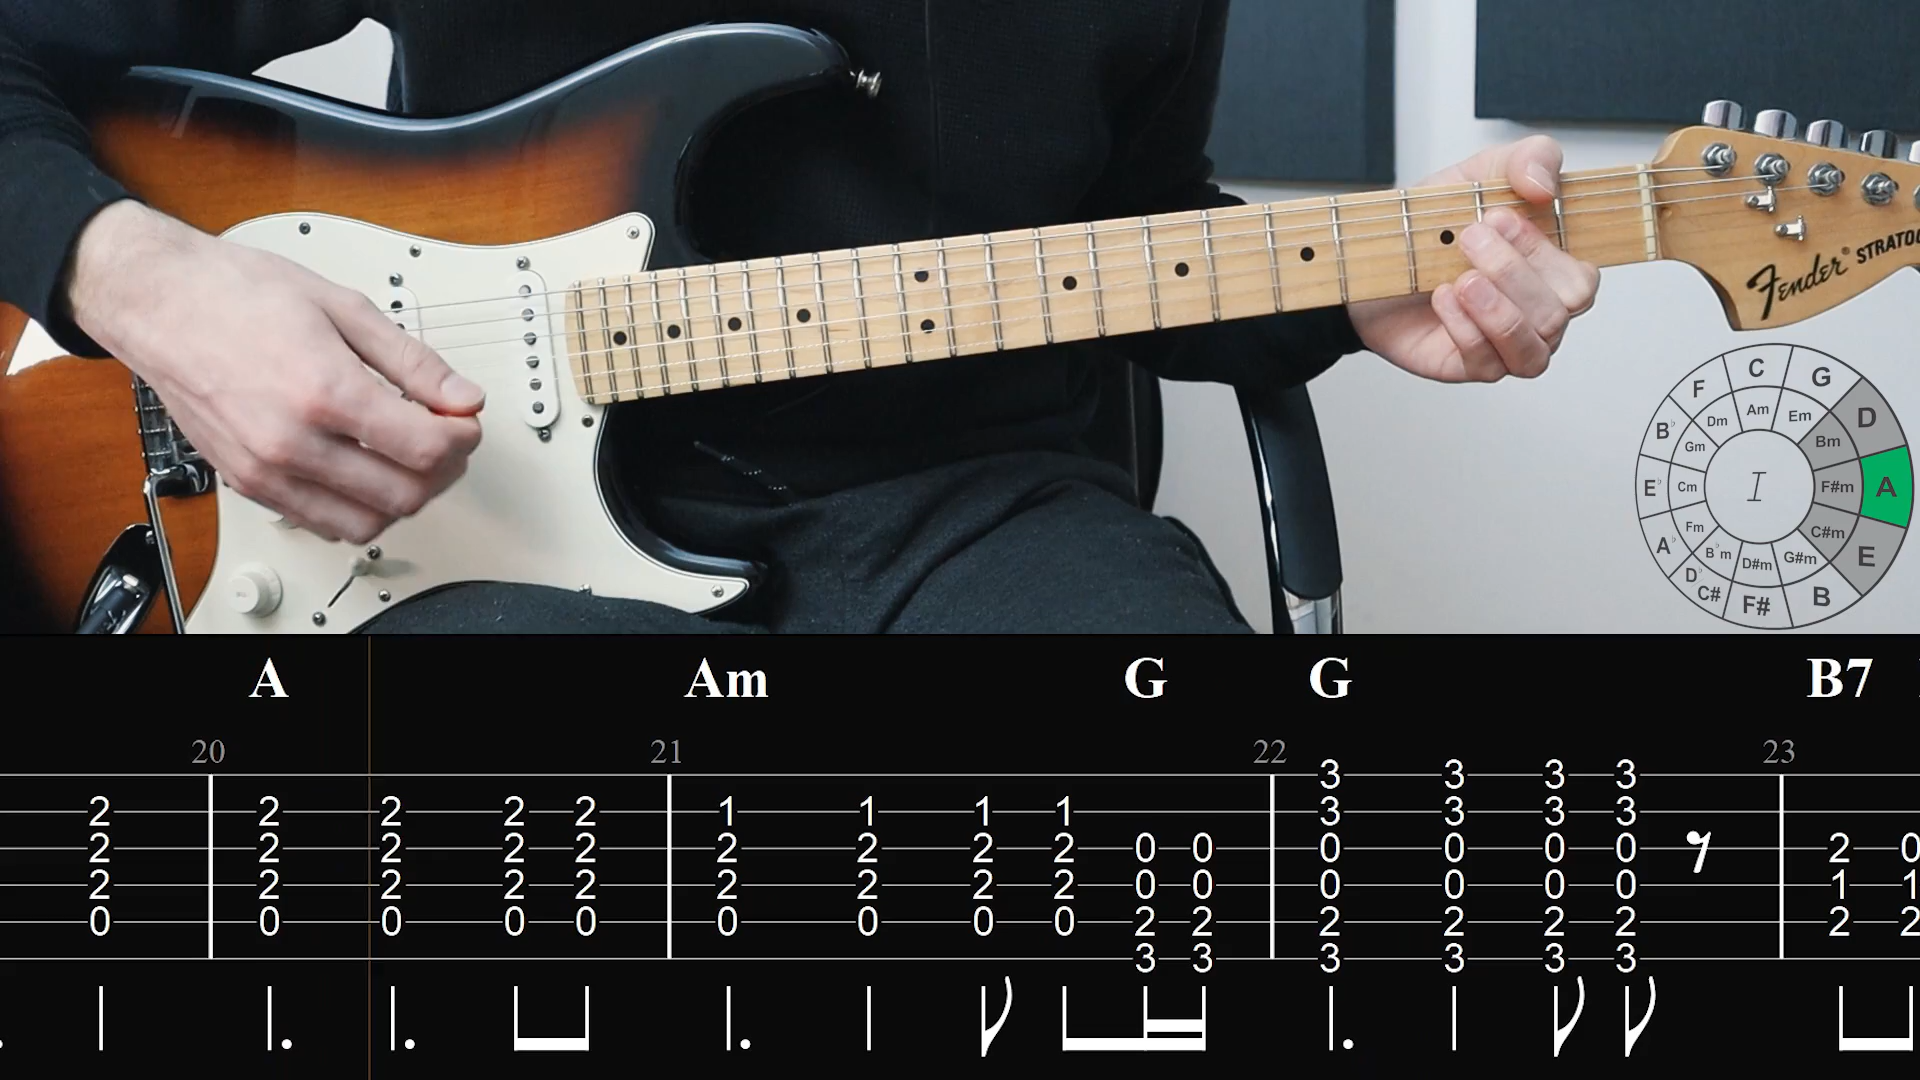 Fender STRATO
C
F G
B♭ D
Am
Dm Em
Gm Bm
E♭ Cm I F#m A
Fm C#m
A♭ B♭m D#m G#m E
D♭
C# F# B
A Am G G B7
20 21 22 23
3 3 3 3
2 2 2 2 2 1 1 1 1 3 3 3 3
2 2 2 2 2 2 2 2 2 0 0 0 0 0 0 2 0
2 2 2 2 2 2 2 2 2 0 0 0 0 0 0 1 1
0 0 0 0 0 0 0 0 0 2 2 2 2 2 2 2 2
3 3 3 3 3 3